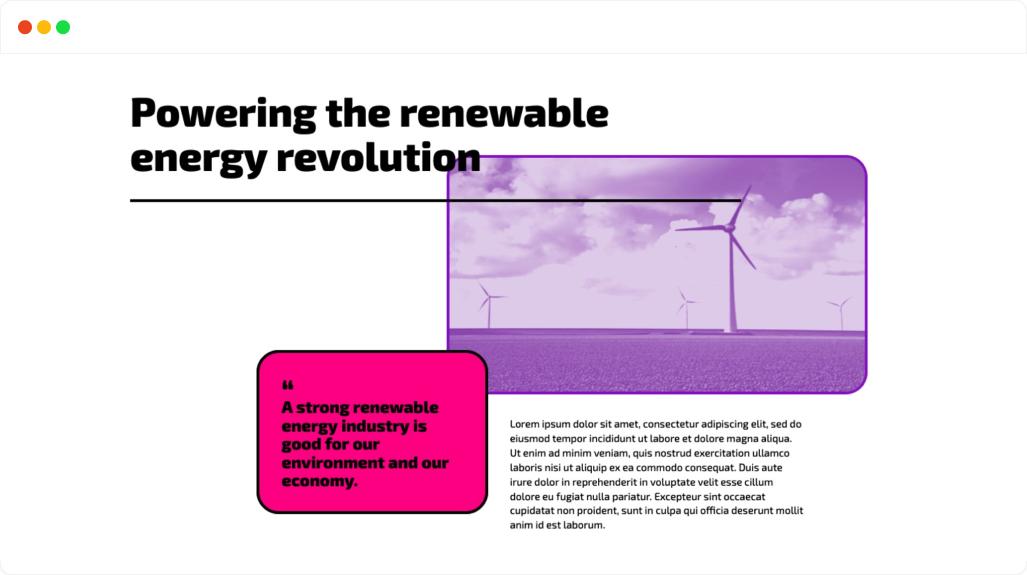 Powering the renewable
energy revolution
“
A strong renewable
energy industry is
good for our
environment and our
economy.
Lorem ipsum dolor sit amet, consectetur adipiscing elit, sed do
eiusmod tempor incididunt ut labore et dolore magna aliqua.
Ut enim ad minim veniam, quis nostrud exercitation ullamco
laboris nisi ut aliquip ex ea commodo consequat. Duis aute
irure dolor in reprehenderit in voluptate velit esse cillum
dolore eu fugiat nulla pariatur. Excepteur sint occaecat
cupidatat non proident, sunt in culpa qui officia deserunt mollit
anim id est laborum.